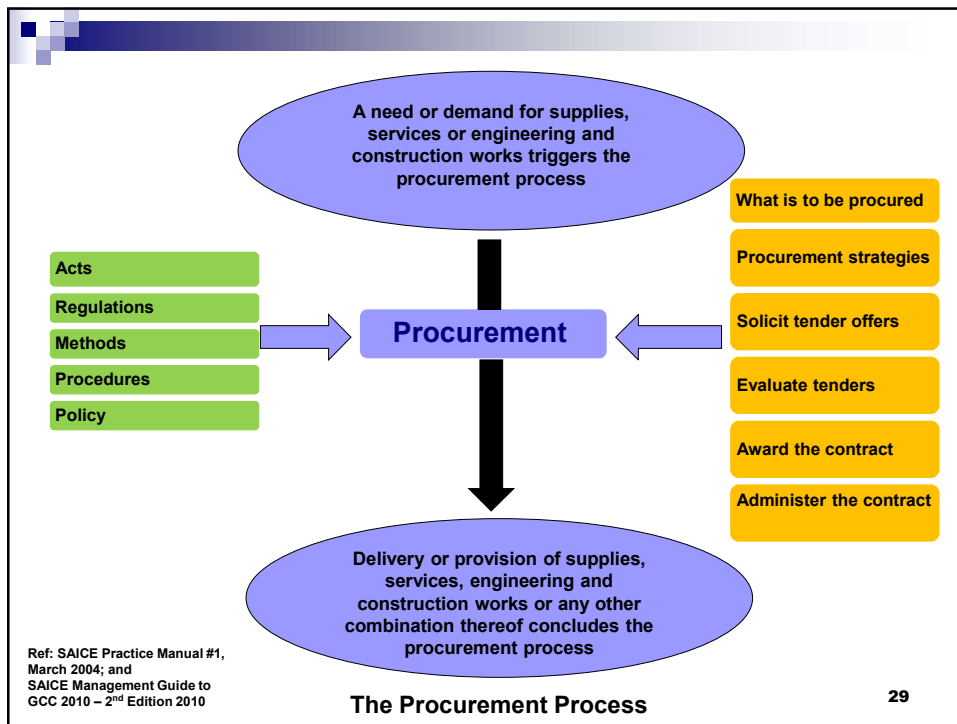 A need or demand for supplies,
services or engineering and
construction works triggers the
procurement process
What is to be procured
Procurement strategies
Solicit tender offers
Evaluate tenders
Award the contract
Administer the contract
Acts
Regulations
Methods
Procedures
Policy
Procurement
Delivery or provision of supplies,
services, engineering and
construction works or any other
combination thereof concludes the
procurement process
Ref: SAICE Practice Manual #1,
March 2004; and
SAICE Management Guide to
GCC 2010 – 2nd Edition 2010
The Procurement Process
29